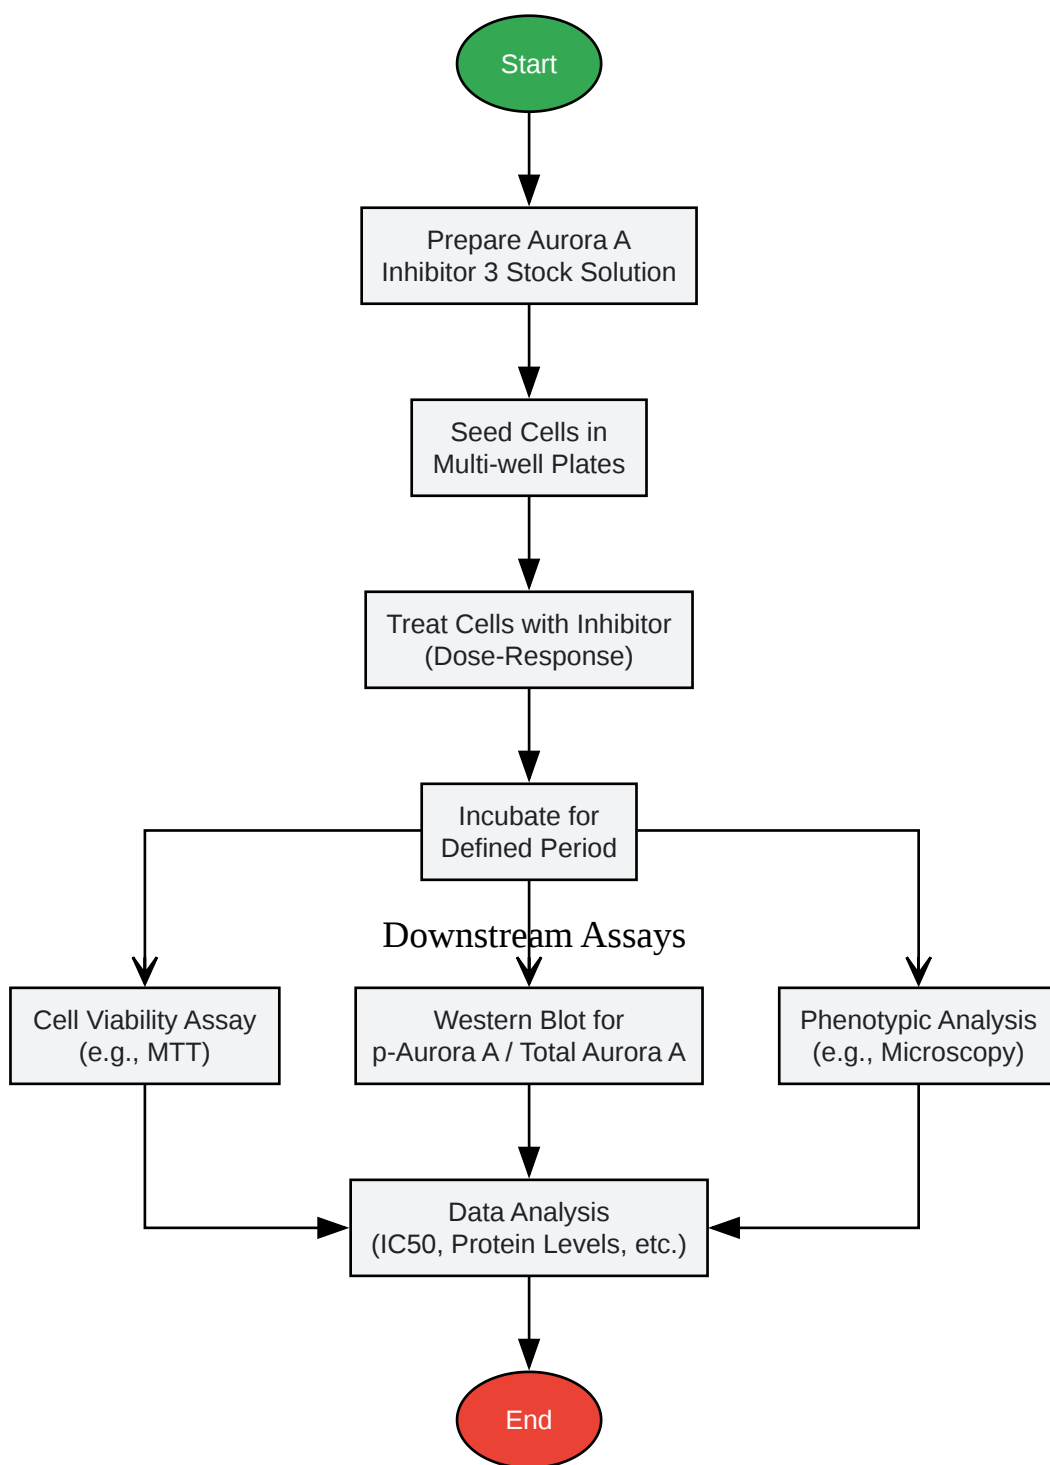 Start
Prepare Aurora A
Inhibitor 3 Stock Solution
Seed Cells in
Multi-well Plates
Treat Cells with Inhibitor
(Dose-Response)
Incubate for
Defined Period
Downstream Assays
Cell Viability Assay
(e.g., MTT)
Western Blot for
p-Aurora A / Total Aurora A
Phenotypic Analysis
(e.g., Microscopy)
Data Analysis
(IC50, Protein Levels, etc.)
End